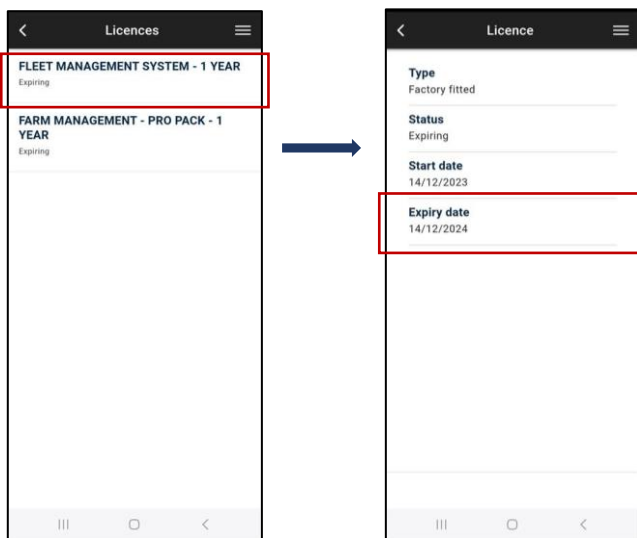 Licences
FLEET MANAGEMENT SYSTEM - 1 YEAR
Expiring
FARM MANAGEMENT - PRO PACK - 1
YEAR
Expiring
Licence
Type
Factory fitted
Status
Expiring
Start date
14/12/2023
Expiry date
14/12/2024